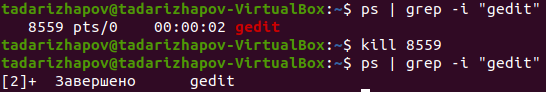 tadarizhapov@tadarizhapov-VirtualBox:~$ ps | grep -i "gedit"
   8559 pts/0    00:00:02 gedit
tadarizhapov@tadarizhapov-VirtualBox:~$ kill 8559
tadarizhapov@tadarizhapov-VirtualBox:~$ ps | grep -i "gedit"
[2]+  Завершено      gedit